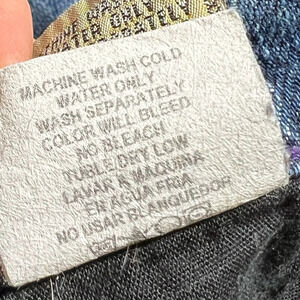 MACHINE WASH COLD
WATER ONLY
WASH SEPARATELY
COLOR WILL BLEED
NO BLEACH
TUBLE DRY LOW
LAVAR A MAQUINA
EN AGUA FRIA
NO USAR BLANQUEDOR